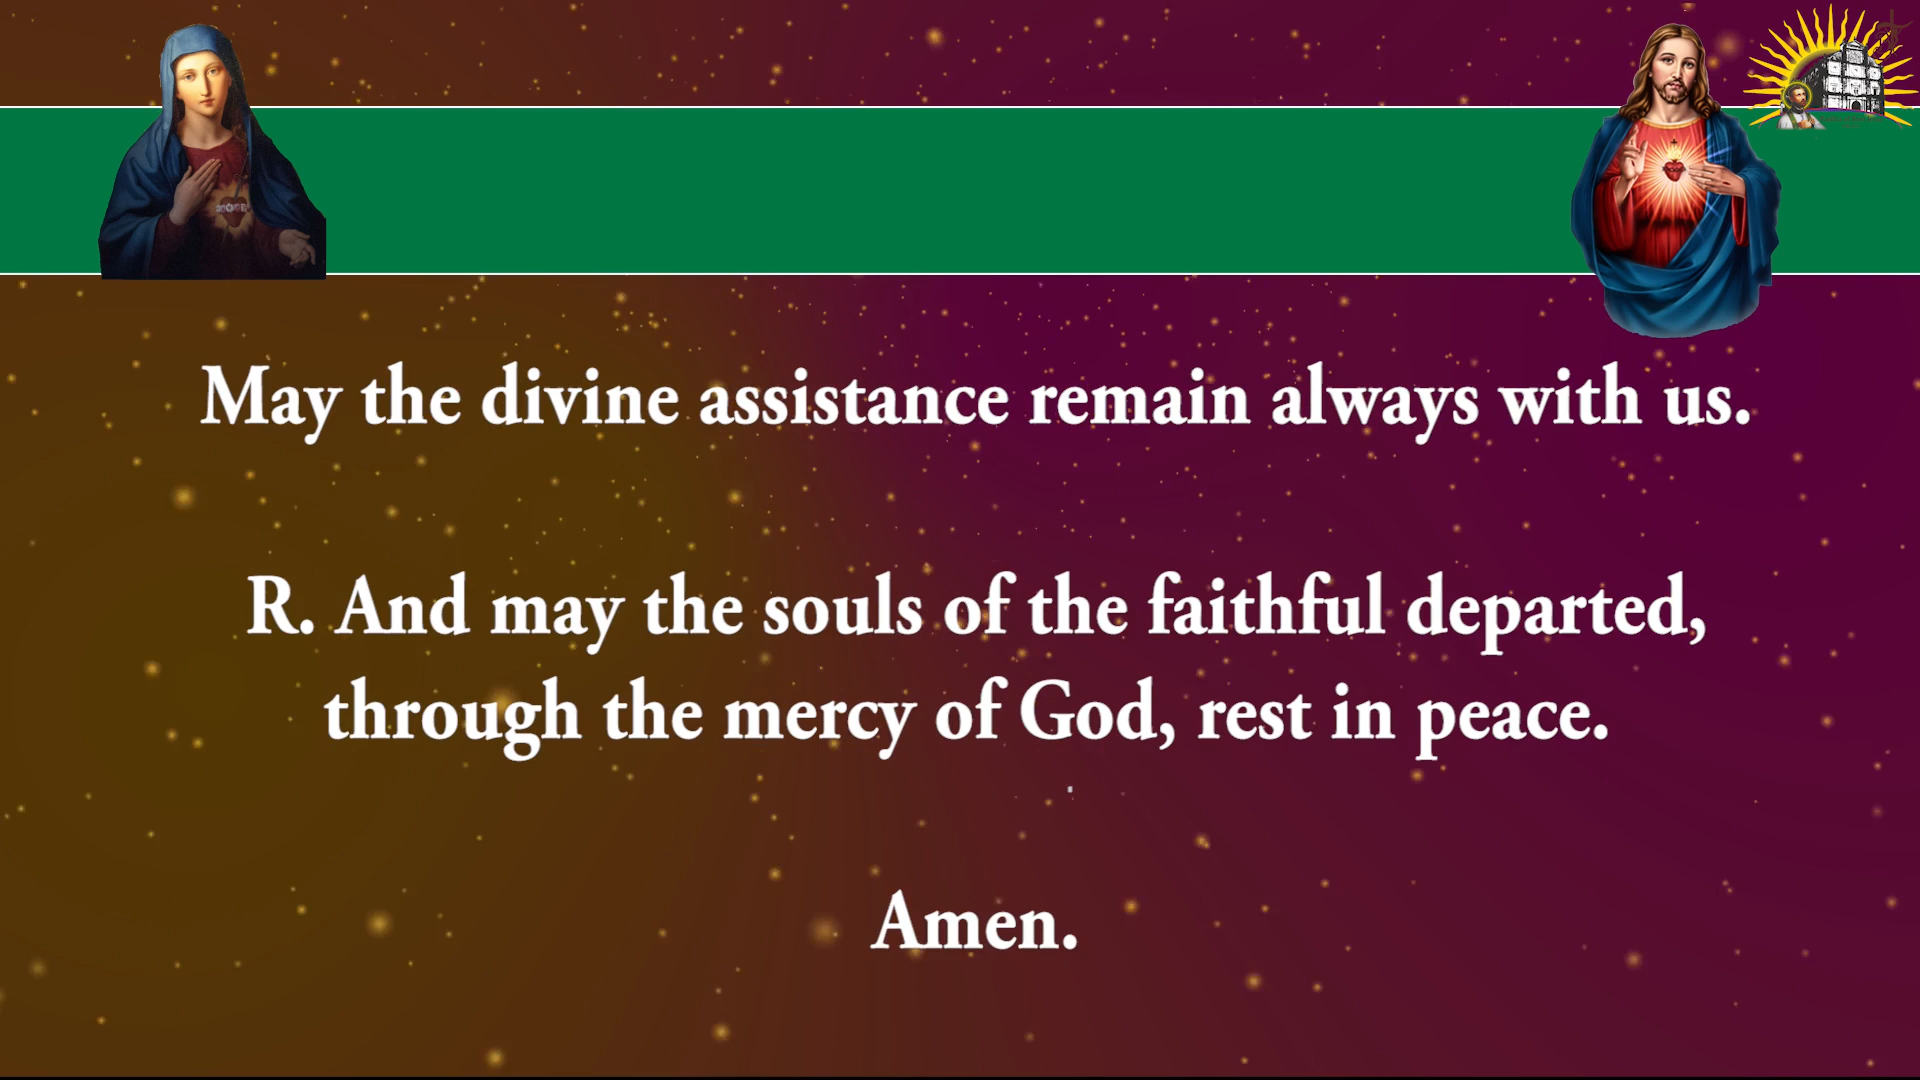 May the divine assistance remain always with us.
R. And may the souls of the faithful departed,
through the mercy of God, rest in peace.
Amen.